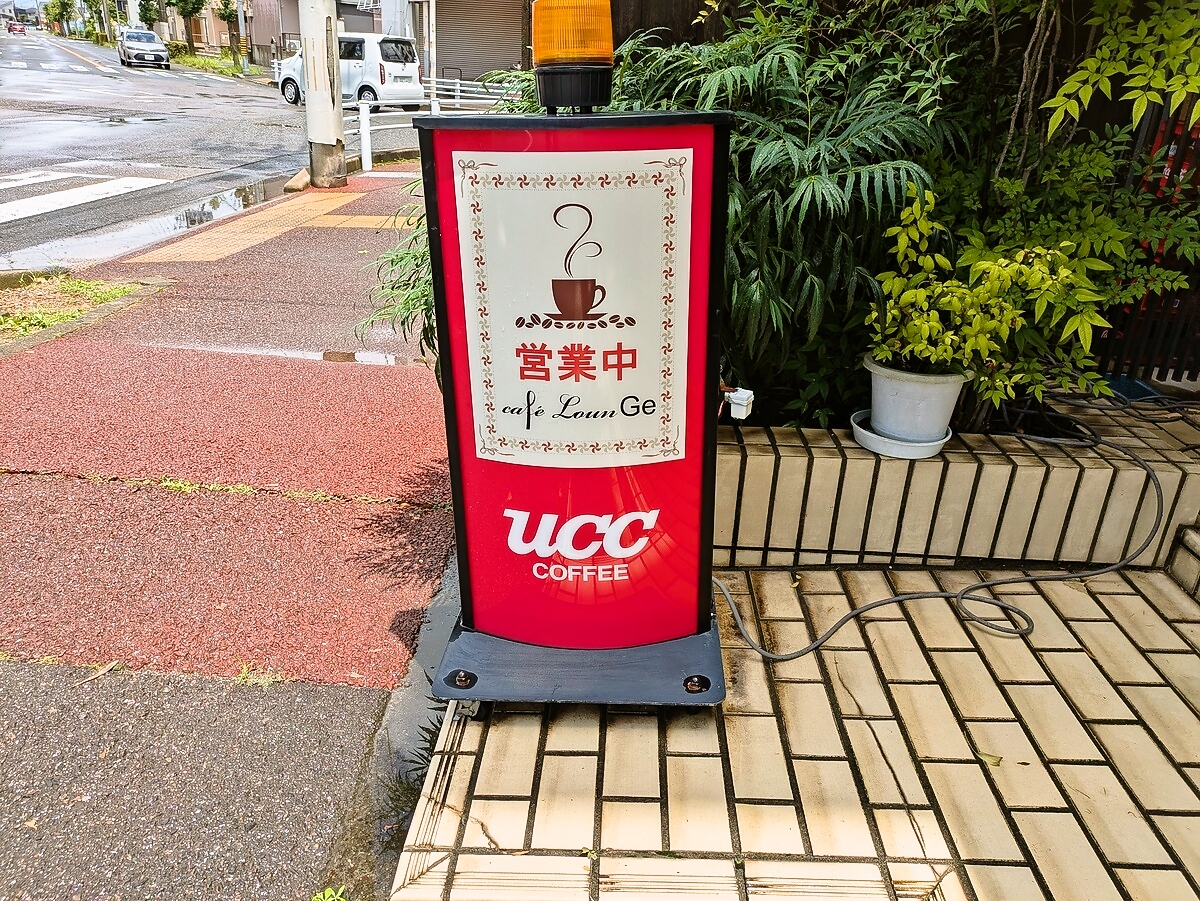 営業中
café LounGe
UCC
COFFEE